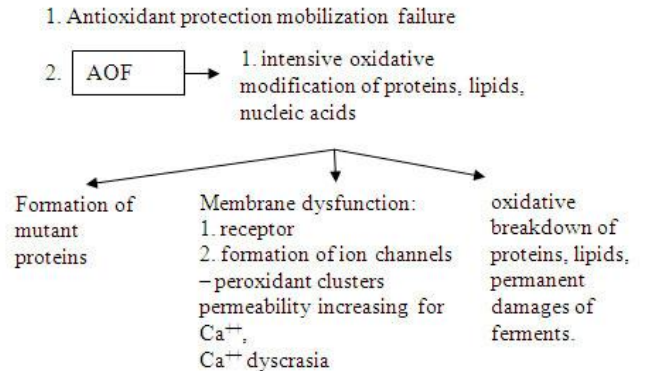 1. Antioxidant protection mobilization failure
2. AOF
1. intensive oxidative
modification of proteins, lipids,
nucleic acids
Formation of
mutant
proteins
Membrane dysfunction:
1. receptor
2. formation of ion channels
– peroxidant clusters
permeability increasing for
Ca⁺⁺,
Ca⁺⁺ dyscrasia
oxidative
breakdown of
proteins, lipids,
permanent
damages of
ferments.